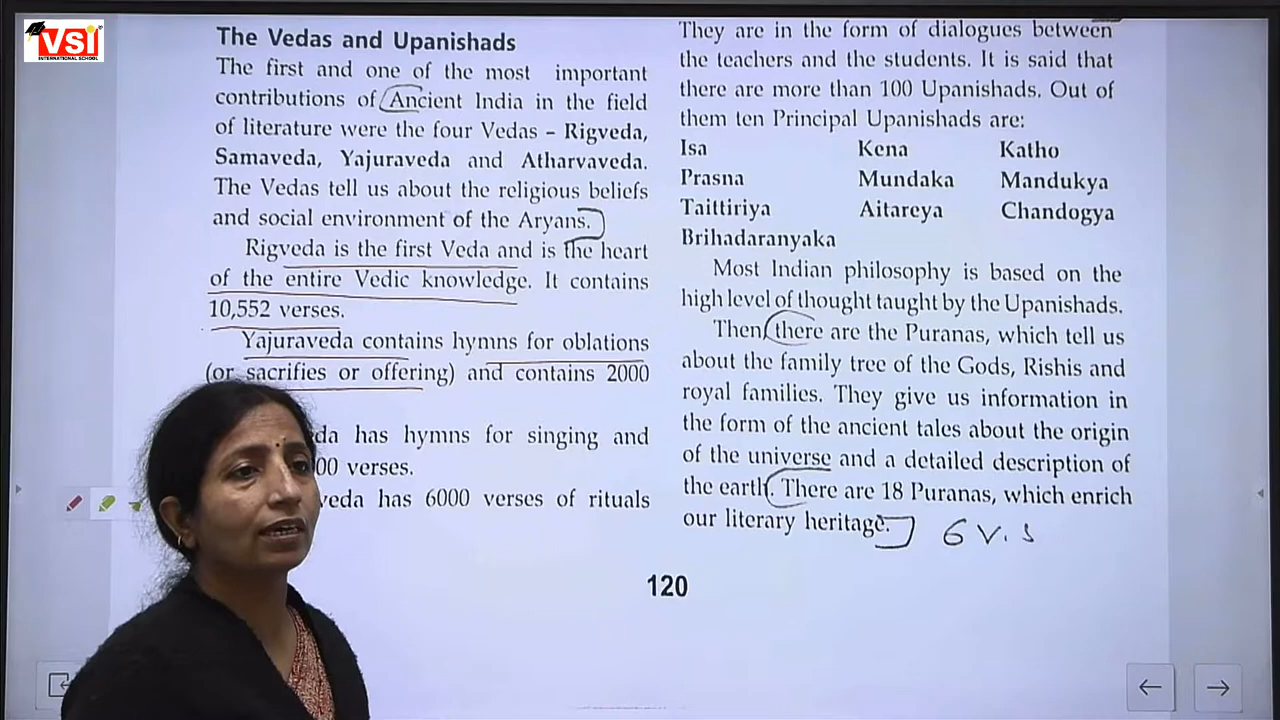 VSI
INTERNATIONAL SCHOOL
The Vedas and Upanishads
The first and one of the most important
contributions of Ancient India in the field
of literature were the four Vedas – Rigveda,
Samaveda, Yajuraveda and Atharvaveda.
The Vedas tell us about the religious beliefs
and social environment of the Aryans.
Rigveda is the first Veda and is the heart
of the entire Vedic knowledge. It contains
10,552 verses.
Yajuraveda contains hymns for oblations
(or sacrifies or offering) and contains 2000
da has hymns for singing and
00 verses.
veda has 6000 verses of rituals
They are in the form of dialogues between
the teachers and the students. It is said that
there are more than 100 Upanishads. Out of
them ten Principal Upanishads are:
Isa Kena Katho
Prasna Mundaka Mandukya
Taittiriya Aitareya Chandogya
Brihadaranyaka
Most Indian philosophy is based on the
high level of thought taught by the Upanishads.
Then there are the Puranas, which tell us
about the family tree of the Gods, Rishis and
royal families. They give us information in
the form of the ancient tales about the origin
of the universe and a detailed description of
the earth. There are 18 Puranas, which enrich
our literary heritage.
6 V. S
120